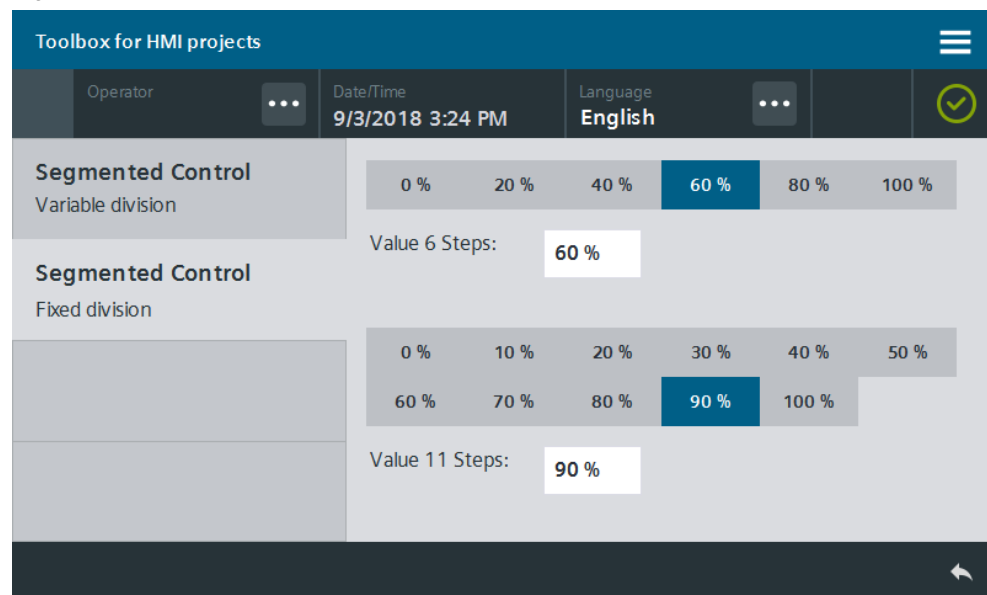 Toolbox for HMI projects
Operator
Date/Time
Language
9/3/2018 3:24 PM
English
Segmented Control
Variable division
Segmented Control
Fixed division
0 % 20 % 40 % 60 % 80 % 100 %
Value 6 Steps: 60 %
0 % 10 % 20 % 30 % 40 % 50 %
60 % 70 % 80 % 90 % 100 %
Value 11 Steps: 90 %